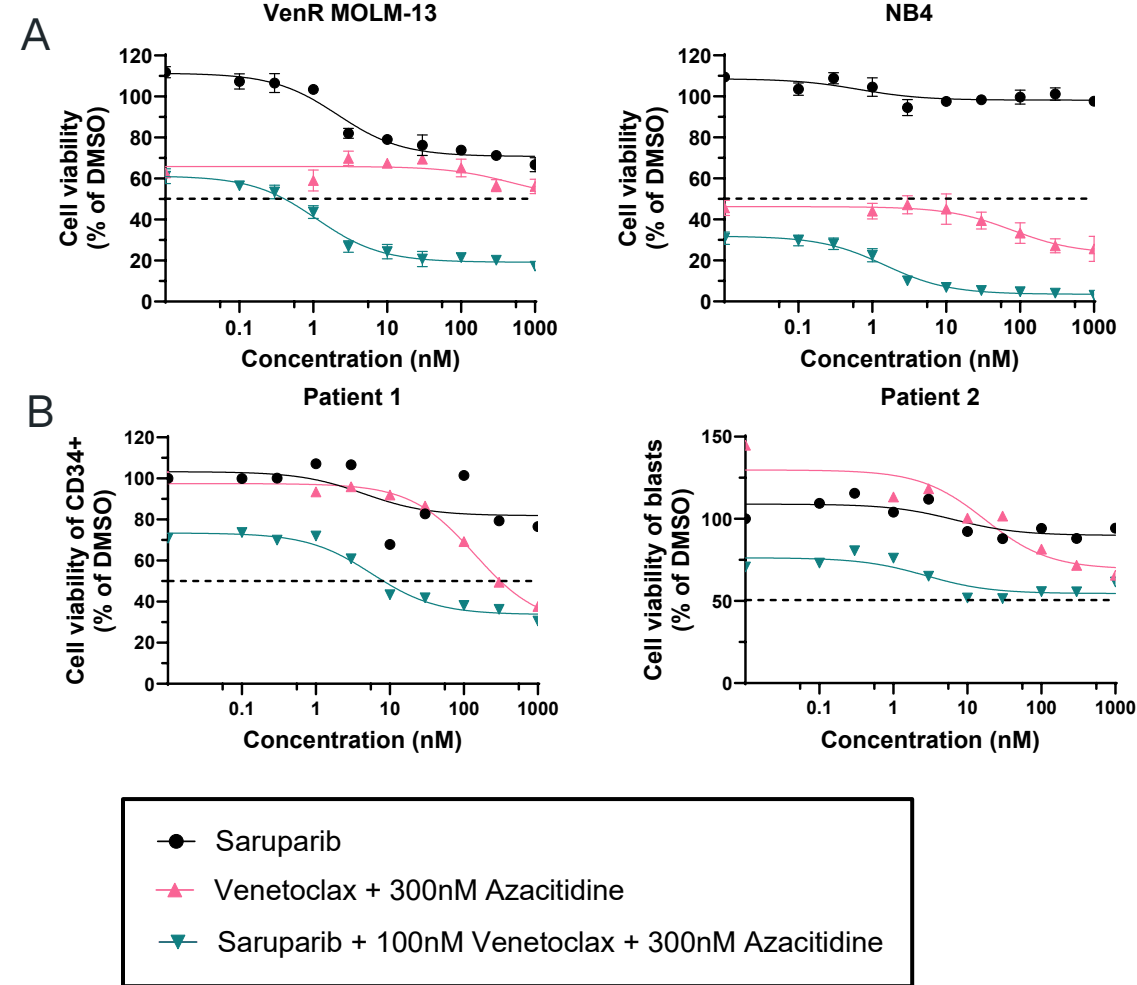 A
VenR MOLM-13
Cell viability
(% of DMSO)
120
100
80
60
40
20
0
0.1 1 10 100 1000
Concentration (nM)
NB4
Cell viability
(% of DMSO)
120
100
80
60
40
20
0
0.1 1 10 100 1000
Concentration (nM)
B
Patient 1
Cell viability of CD34+
(% of DMSO)
120
100
80
60
40
20
0
0.1 1 10 100 1000
Concentration (nM)
Patient 2
Cell viability of blasts
(% of DMSO)
150
100
50
0
0.1 1 10 100 1000
Concentration (nM)
Saruparib
Venetoclax + 300nM Azacitidine
Saruparib + 100nM Venetoclax + 300nM Azacitidine